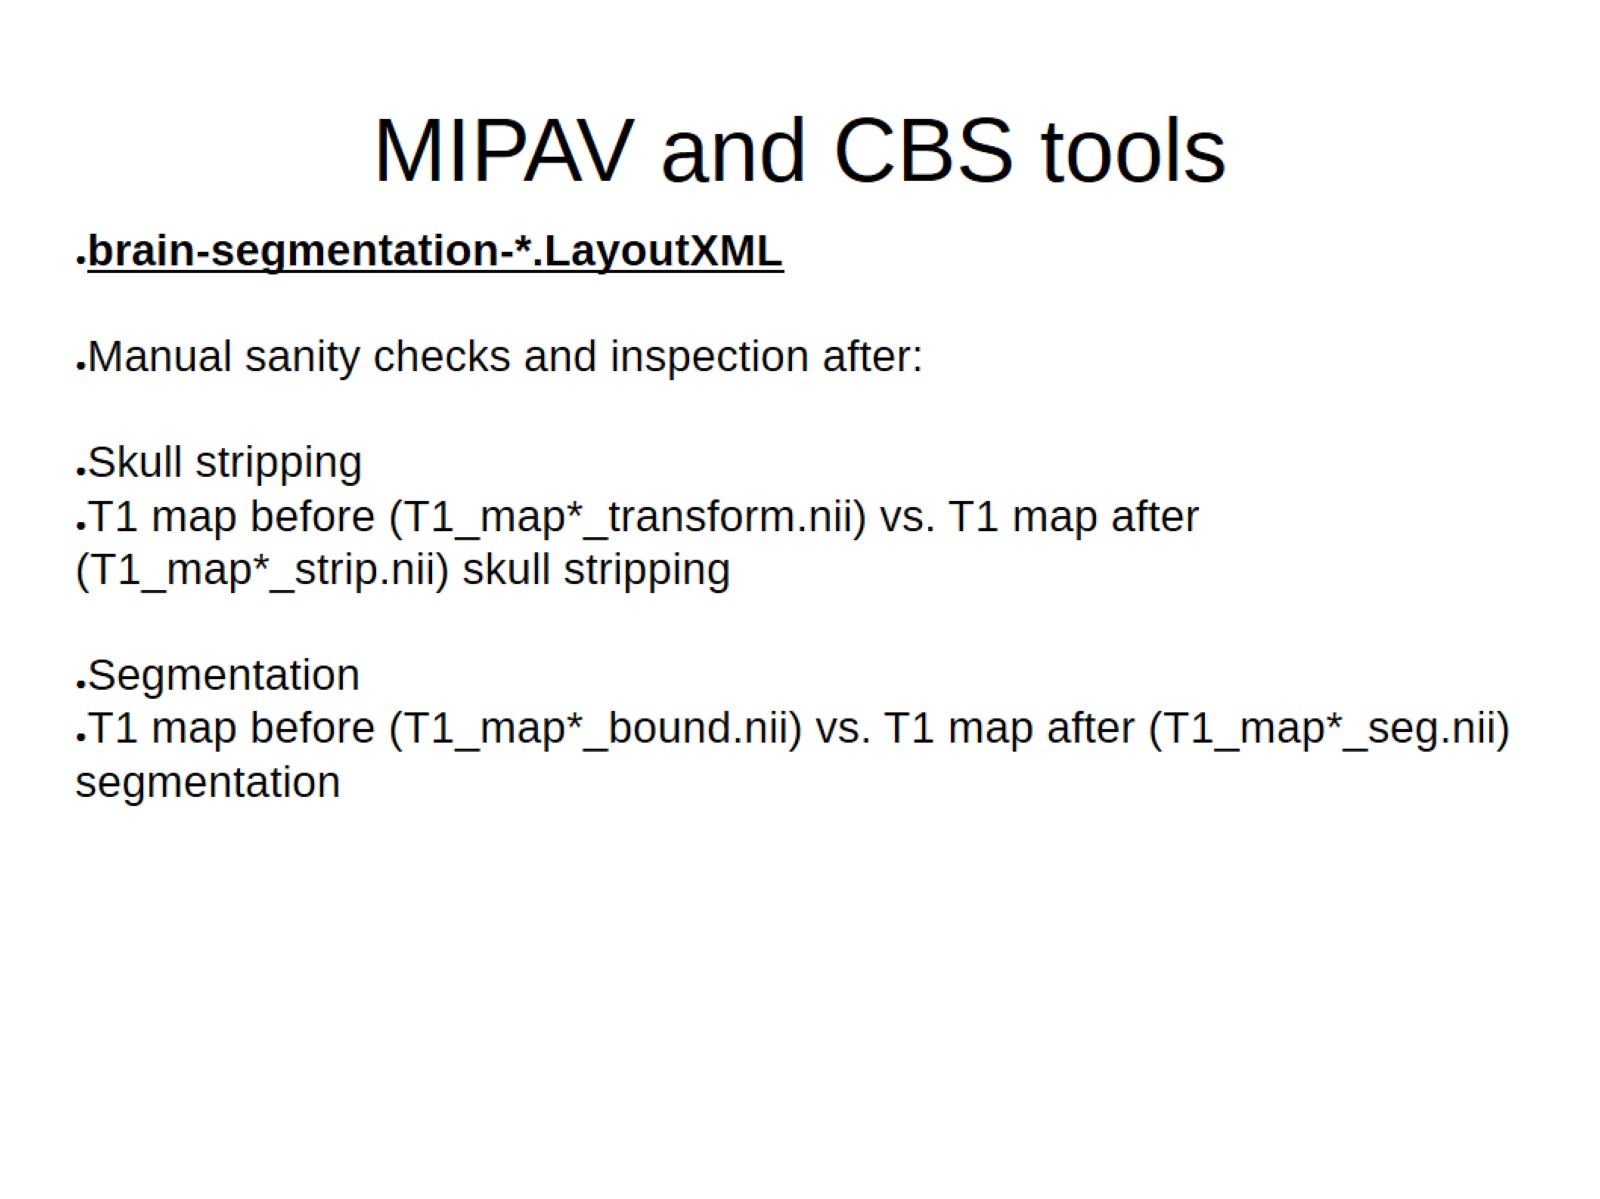 MIPAV and CBS tools
•brain-segmentation-*.LayoutXML
•Manual sanity checks and inspection after:
•Skull stripping
•T1 map before (T1_map*_transform.nii) vs. T1 map after
(T1_map*_strip.nii) skull stripping
•Segmentation
•T1 map before (T1_map*_bound.nii) vs. T1 map after (T1_map*_seg.nii)
segmentation